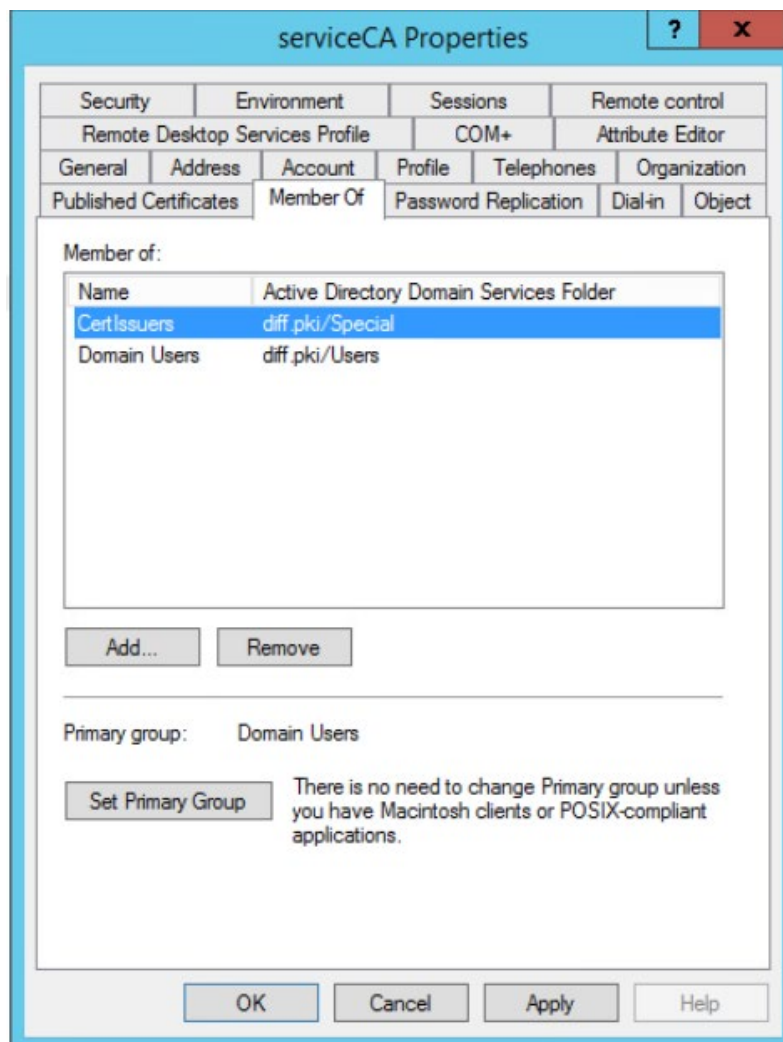 serviceCA Properties
? x
Security Environment Sessions Remote control
Remote Desktop Services Profile COM+ Attribute Editor
General Address Account Profile Telephones Organization
Published Certificates Member Of Password Replication Dial-in Object
Member of:
Name Active Directory Domain Services Folder
CertIssuers diff.pki/Special
Domain Users diff.pki/Users
Add... Remove
Primary group: Domain Users
Set Primary Group
There is no need to change Primary group unless
you have Macintosh clients or POSIX-compliant
applications.
OK Cancel Apply Help